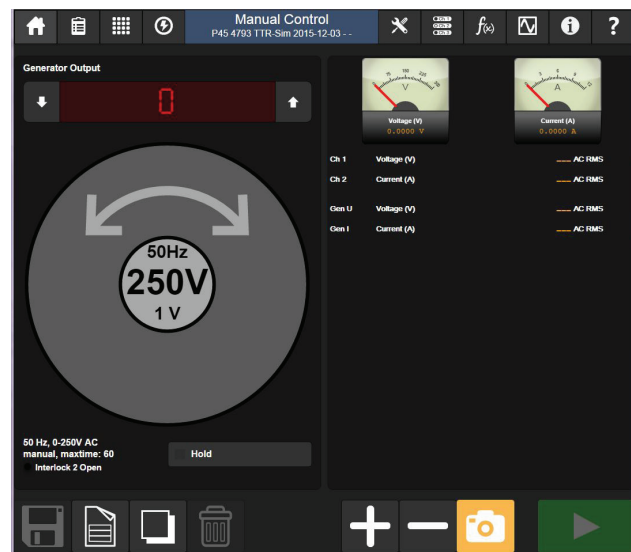 Manual Control
P45 4793 TTR-Sim 2015-12-03 - -
f(x)
i
?
Generator Output
0
50Hz
250V
1 V
50 Hz, 0-250V AC
manual, maxtime: 60
Interlock 2 Open
Hold
V
Voltage (V)
0.0000 V
A
Current (A)
0.0000 A
Ch 1 Voltage (V) ___ AC RMS
Ch 2 Current (A) ___ AC RMS
Gen U Voltage (V) ___ AC RMS
Gen I Current (A) ___ AC RMS